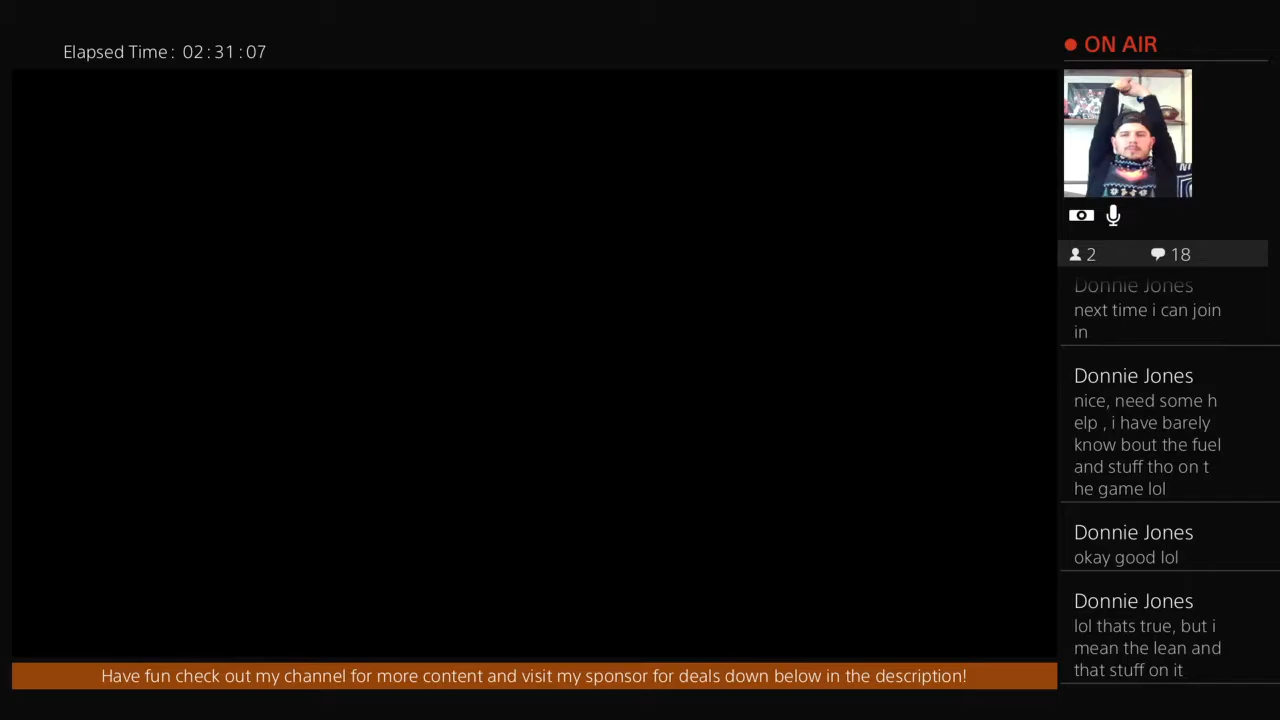 Elapsed Time: 02:31:07
ON AIR
2 18
Donnie Jones
next time i can join
in
Donnie Jones
nice, need some h
elp , i have barely
know bout the fuel
and stuff tho on t
he game lol
Donnie Jones
okay good lol
Donnie Jones
lol thats true, but i
mean the lean and
that stuff on it
Have fun check out my channel for more content and visit my sponsor for deals down below in the description!